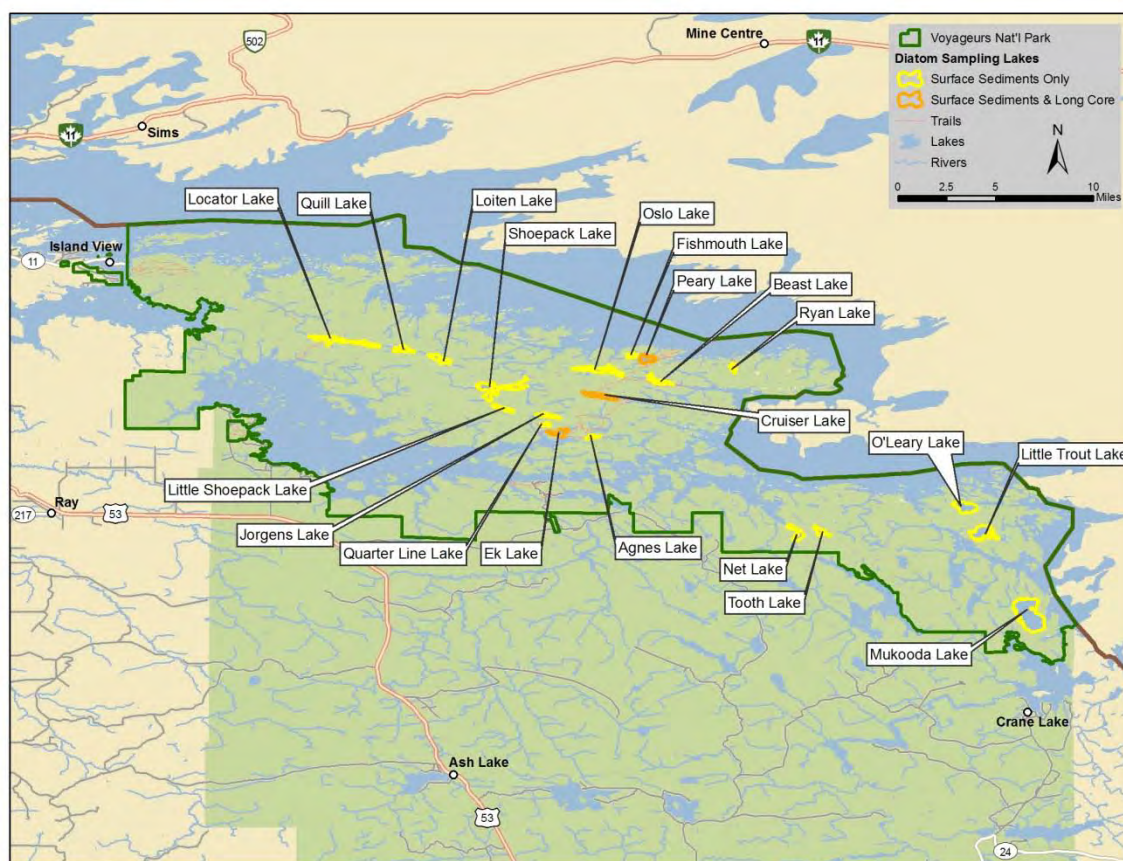 502
Mine Centre
11
Voyageurs Nat'l Park
Diatom Sampling Lakes
Surface Sediments Only
Surface Sediments & Long Core
Trails
Lakes
Rivers
N
0 2.5 5 10
Miles
11
Sims
Locator Lake
Quill Lake
Loiten Lake
Oslo Lake
Shoepack Lake
Fishmouth Lake
Peary Lake
Beast Lake
Ryan Lake
Island View
11
Cruiser Lake
O'Leary Lake
Little Trout Lake
Little Shoepack Lake
Ray
217
53
Jorgens Lake
Quarter Line Lake
Ek Lake
Agnes Lake
Net Lake
Tooth Lake
Mukooda Lake
Crane Lake
Ash Lake
53
24